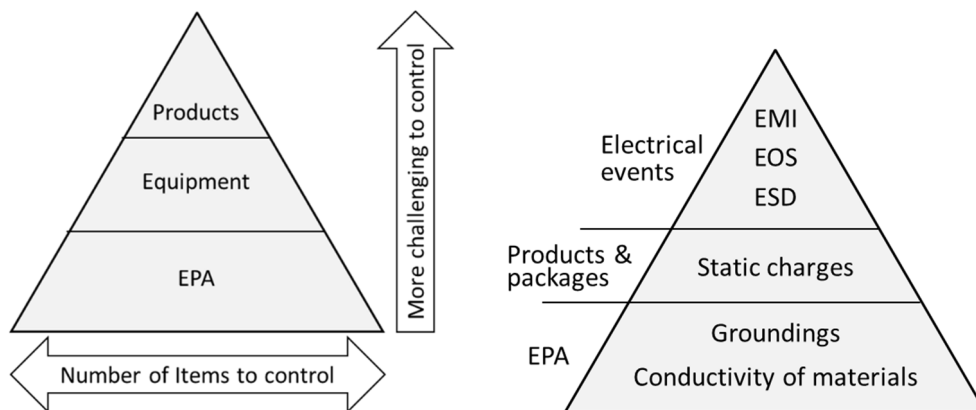 Products
Equipment
EPA
More challenging to control
Number of Items to control
Electrical
events
EMI
EOS
ESD
Products &
packages
Static charges
EPA
Groundings
Conductivity of materials